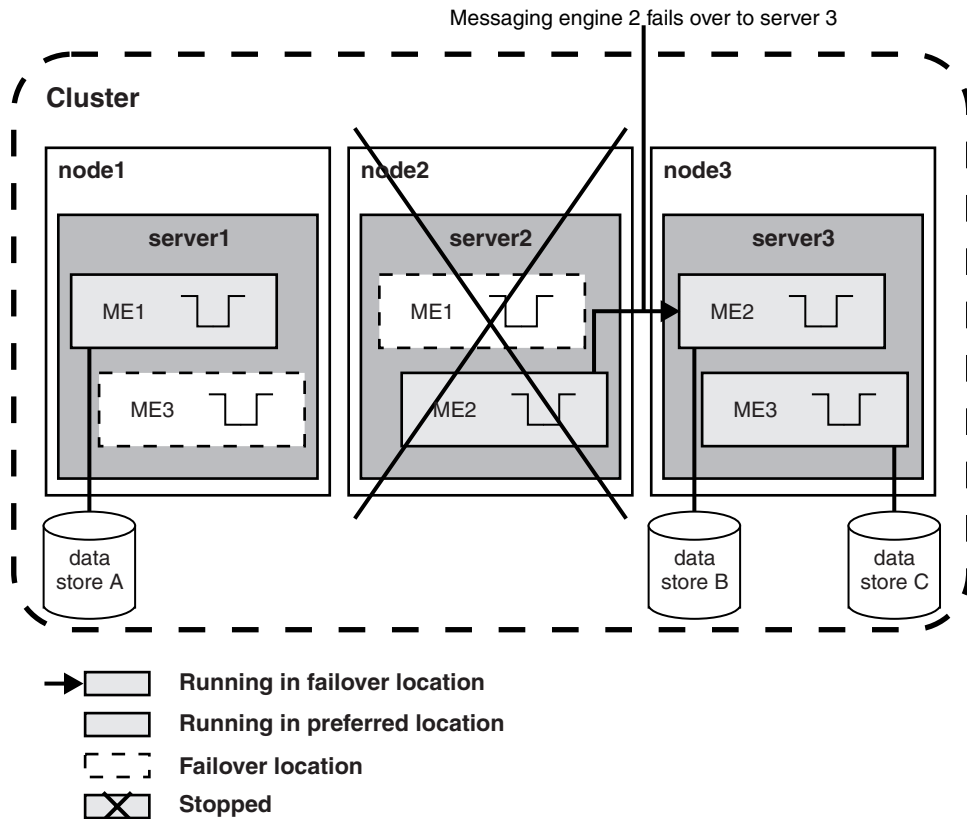 Messaging engine 2 fails over to server 3
Cluster
node1
server1
ME1
ME3
data
store A
node2
server2
ME1
ME2
node3
server3
ME2
ME3
data
store B
data
store C
Running in failover location
Running in preferred location
Failover location
Stopped